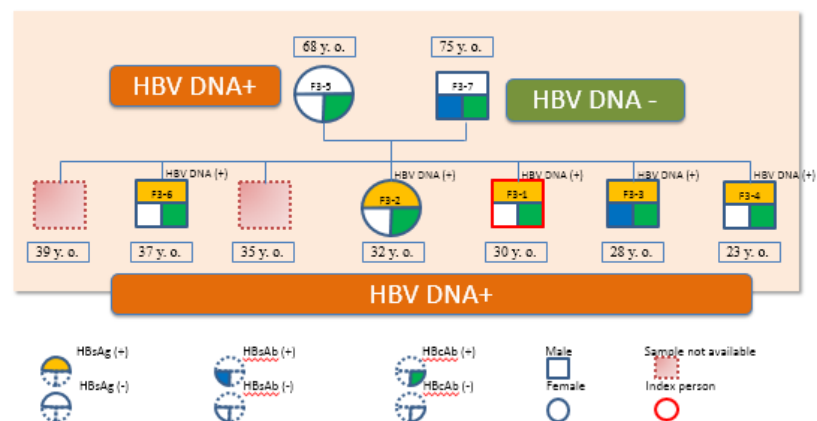 68 y. o. 75 y. o.
HBV DNA+ F3-5 F3-7 HBV DNA -
HBV DNA (+) HBV DNA (+) HBV DNA (+) HBV DNA (+) HBV DNA (+)
F3-6 F3-2 F3-1 F3-3 F3-4
39 y. o. 37 y. o. 35 y. o. 32 y. o. 30 y. o. 28 y. o. 23 y. o.
HBV DNA+
HBsAg (+) HBsAb (+) HBcAb (+) Male Sample not available
HBsAg (-) HBsAb (-) HBcAb (-) Female Index person